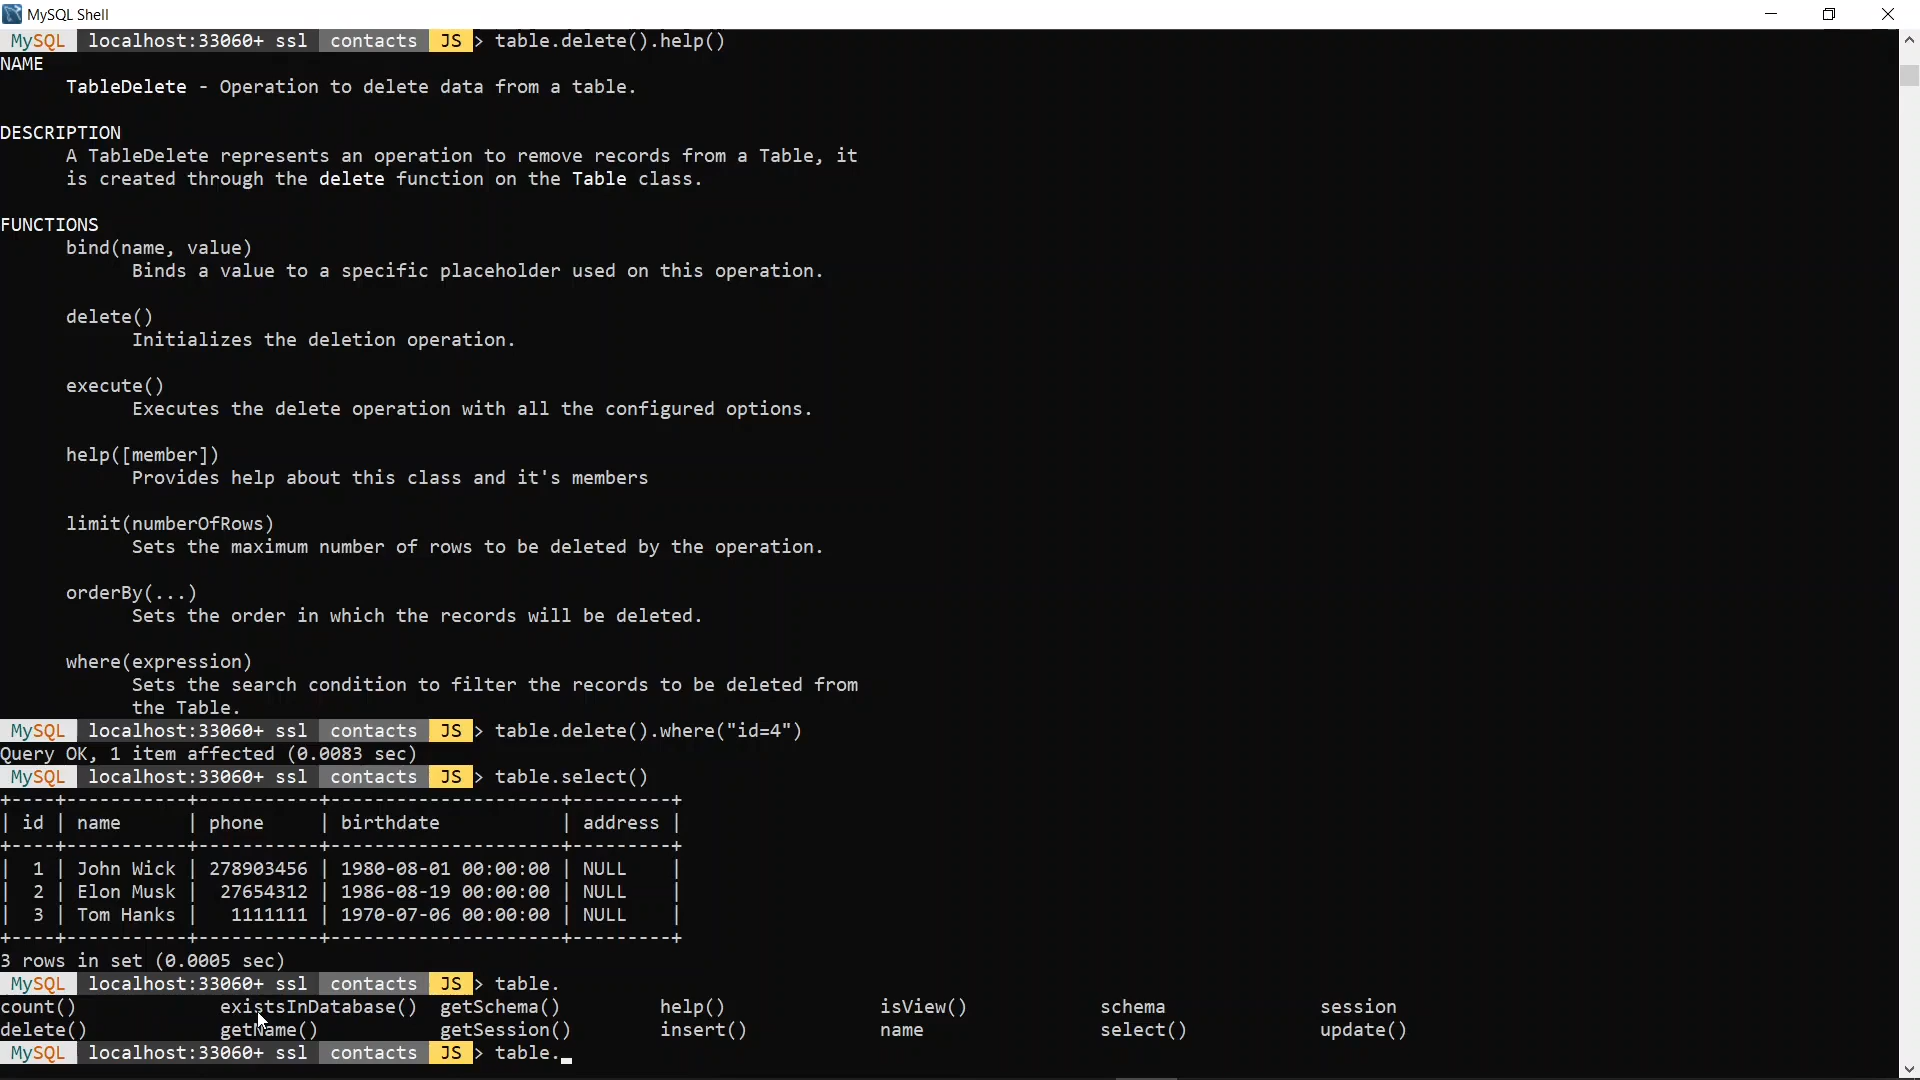 MySQL Shell
MySQL localhost:33060+ ssl contacts JS > table.delete().help()
NAME
TableDelete - Operation to delete data from a table.
DESCRIPTION
A TableDelete represents an operation to remove records from a Table, it
is created through the delete function on the Table class.
FUNCTIONS
bind(name, value)
Binds a value to a specific placeholder used on this operation.
delete()
Initializes the deletion operation.
execute()
Executes the delete operation with all the configured options.
help([member])
Provides help about this class and it's members
limit(numberOfRows)
Sets the maximum number of rows to be deleted by the operation.
orderBy(...)
Sets the order in which the records will be deleted.
where(expression)
Sets the search condition to filter the records to be deleted from
the Table.
MySQL localhost:33060+ ssl contacts JS > table.delete().where("id=4")
Query OK, 1 item affected (0.0083 sec)
MySQL localhost:33060+ ssl contacts JS > table.select()
+----+-----------+-----------+---------------------+---------+
| id | name      | phone     | birthdate           | address |
+----+-----------+-----------+---------------------+---------+
|  1 | John Wick | 278903456 | 1980-08-01 00:00:00 | NULL    |
|  2 | Elon Musk |  27654312 | 1986-08-19 00:00:00 | NULL    |
|  3 | Tom Hanks |   1111111 | 1970-07-06 00:00:00 | NULL    |
+----+-----------+-----------+---------------------+---------+
3 rows in set (0.0005 sec)
MySQL localhost:33060+ ssl contacts JS > table.
count() existsInDatabase() getSchema() help() isView() schema session
delete() getName() getSession() insert() name select() update()
MySQL localhost:33060+ ssl contacts JS > table.